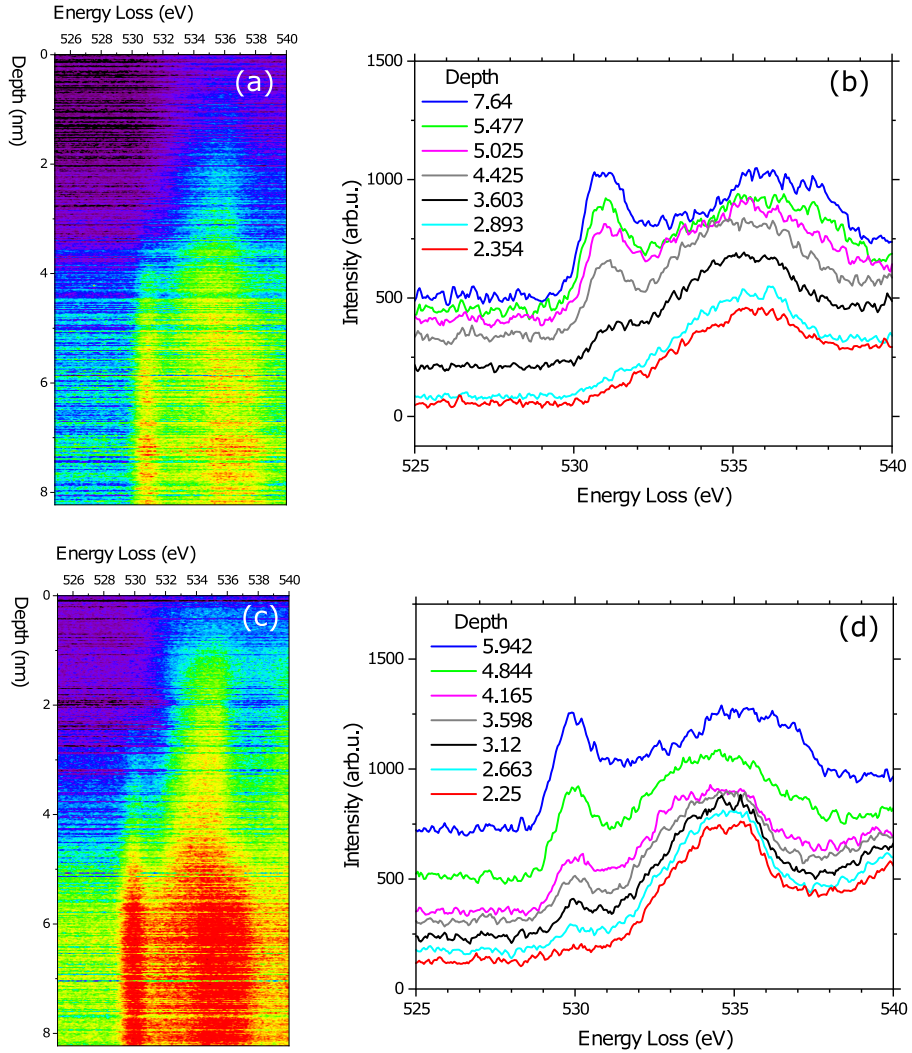 Energy Loss (eV)
526 528 530 532 534 536 538 540
Depth (nm)
0
2
4
6
8
(a)
Intensity (arb.u.)
1500
1000
500
0
Depth
7.64
5.477
5.025
4.425
3.603
2.893
2.354
(b)
525 530 535 540
Energy Loss (eV)
Energy Loss (eV)
526 528 530 532 534 536 538 540
Depth (nm)
0
2
4
6
8
(c)
Intensity (arb.u.)
1500
1000
500
0
Depth
5.942
4.844
4.165
3.598
3.12
2.663
2.25
(d)
525 530 535 540
Energy Loss (eV)